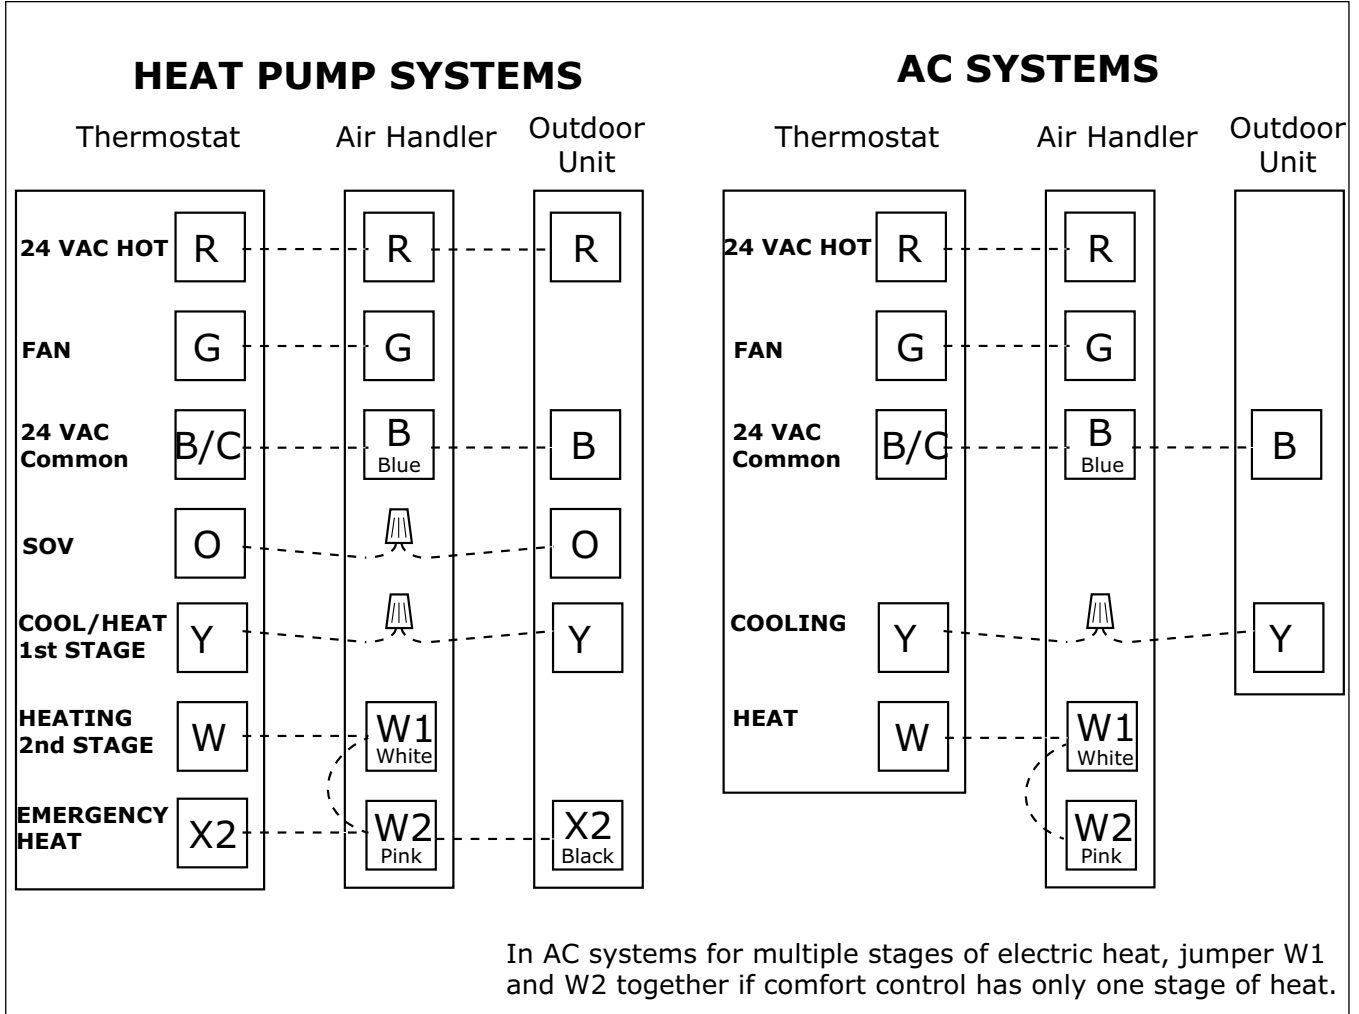 HEAT PUMP SYSTEMS
Thermostat
Air Handler
Outdoor
Unit
24 VAC HOT
R
R
R
FAN
G
G
24 VAC
Common
B/C
B
Blue
B
SOV
O
O
COOL/HEAT
1st STAGE
Y
Y
HEATING
2nd STAGE
W
W1
White
EMERGENCY
HEAT
X2
W2
Pink
X2
Black
AC SYSTEMS
Thermostat
Air Handler
Outdoor
Unit
24 VAC HOT
R
R
FAN
G
G
24 VAC
Common
B/C
B
Blue
B
COOLING
Y
Y
HEAT
W
W1
White
W2
Pink
In AC systems for multiple stages of electric heat, jumper W1
and W2 together if comfort control has only one stage of heat.